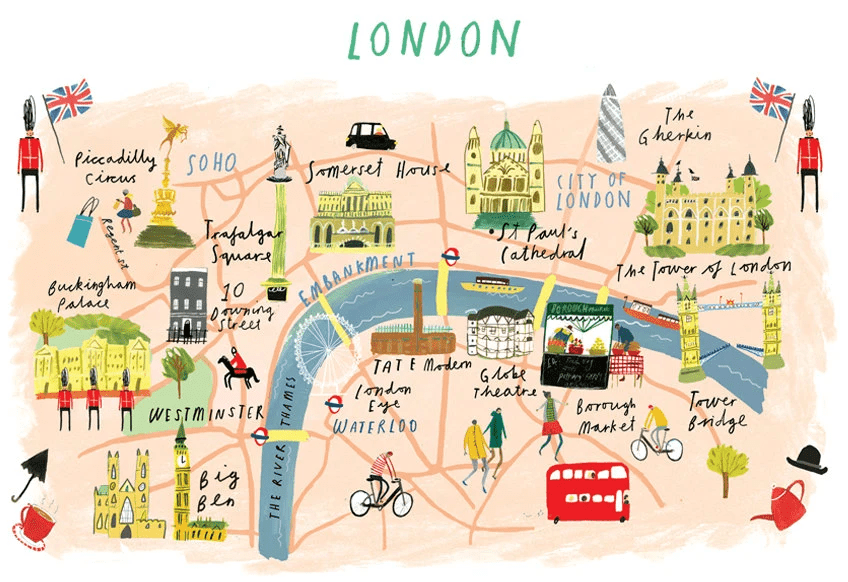 LONDON
Piccadilly
Circus
SOHO
Somerset House
The
Gherkin
CITY OF
LONDON
Regent St.
Trafalgar
Square
St Paul's
Cathedral
The Tower of London
Buckingham
Palace
10
Downing
Street
EMBANKMENT
BOROUGH MARKET
TATE Modern
Globe
Theatre
London
Eye
WESTMINSTER
WATERLOO
THE RIVER THAMES
Borough
Market
Tower
Bridge
Big
Ben